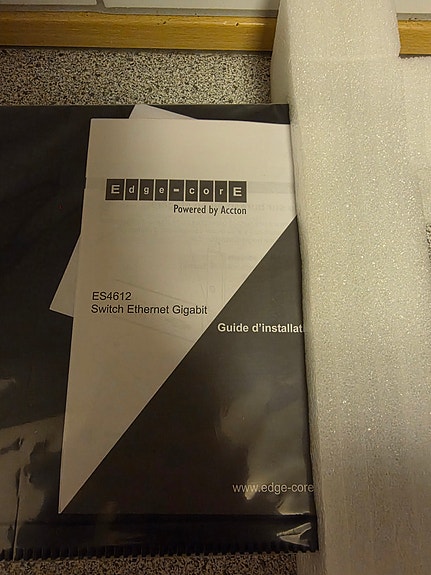 Edge-corE
Powered by Accton
ES4612
Switch Ethernet Gigabit
Guide d'installat
www.edge-core